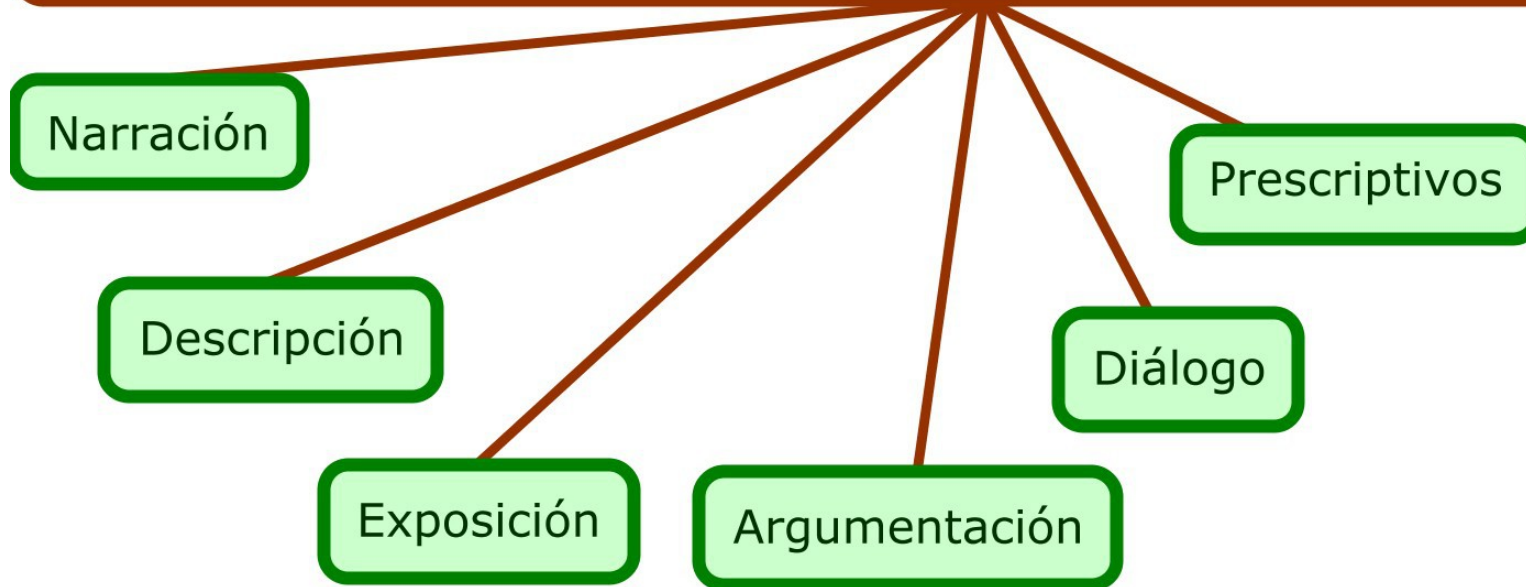 Narración
Prescriptivos
Descripción
Diálogo
Exposición
Argumentación